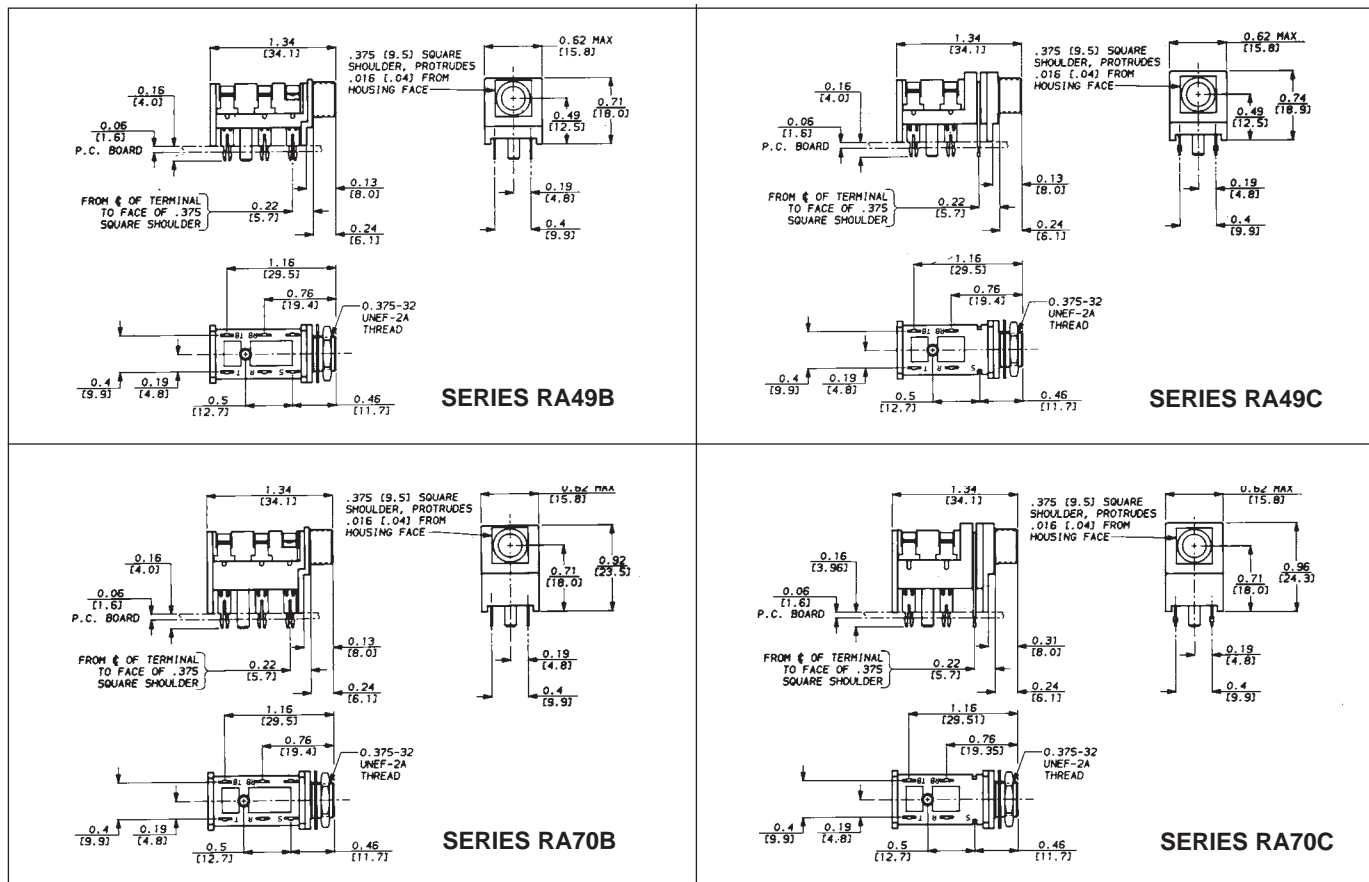 1.34
[34.1]
.375 [9.5] SQUARE
SHOULDER, PROTRUDES
.016 [.04] FROM
HOUSING FACE
0.62 MAX
[15.8]
0.16
[4.0]
0.06
[1.6]
P.C. BOARD
0.49
[12.5]
0.71
[18.0]
FROM ℄ OF TERMINAL
TO FACE OF .375
SQUARE SHOULDER
0.22
[5.7]
0.13
[8.0]
0.24
[6.1]
0.19
[4.8]
0.4
[9.9]
1.16
[29.5]
0.76
[19.4]
0.375-32
UNEF-2A
THREAD
TB RB
T R S
0.4
[9.9]
0.19
[4.8]
0.5
[12.7]
0.46
[11.7]
SERIES RA49B
1.34
[34.1]
.375 [9.5] SQUARE
SHOULDER, PROTRUDES
.016 [.04] FROM
HOUSING FACE
0.62 MAX
[15.8]
0.16
[4.0]
0.06
[1.6]
P.C. BOARD
0.49
[12.5]
0.74
[18.9]
FROM ℄ OF TERMINAL
TO FACE OF .375
SQUARE SHOULDER
0.22
[5.7]
0.13
[8.0]
0.24
[6.1]
0.19
[4.8]
0.4
[9.9]
1.16
[29.5]
0.76
[19.4]
0.375-32
UNEF-2A
THREAD
TB RB
T R S
0.4
[9.9]
0.19
[4.8]
0.5
[12.7]
0.46
[11.7]
SERIES RA49C
1.34
[34.1]
.375 [9.5] SQUARE
SHOULDER, PROTRUDES
.016 [.04] FROM
HOUSING FACE
0.62 MAX
[15.8]
0.16
[4.0]
0.06
[1.6]
P.C. BOARD
0.71
[18.0]
0.92
[23.5]
FROM ℄ OF TERMINAL
TO FACE OF .375
SQUARE SHOULDER
0.22
[5.7]
0.13
[8.0]
0.24
[6.1]
0.19
[4.8]
0.4
[9.9]
1.16
[29.5]
0.76
[19.4]
0.375-32
UNEF-2A
THREAD
TB RB
T R S
0.4
[9.9]
0.19
[4.8]
0.5
[12.7]
0.46
[11.7]
SERIES RA70B
1.34
[34.1]
.375 [9.5] SQUARE
SHOULDER, PROTRUDES
.016 [.04] FROM
HOUSING FACE
0.62 MAX
[15.8]
0.16
[3.96]
0.06
[1.6]
P.C. BOARD
0.71
[18.0]
0.96
[24.3]
FROM ℄ OF TERMINAL
TO FACE OF .375
SQUARE SHOULDER
0.22
[5.7]
0.31
[8.0]
0.24
[6.1]
0.19
[4.8]
0.4
[9.9]
1.16
[29.51]
0.76
[19.35]
0.375-32
UNEF-2A
THREAD
TB RB
T R S
0.4
[9.9]
0.19
[4.8]
0.5
[12.7]
0.46
[11.7]
SERIES RA70C